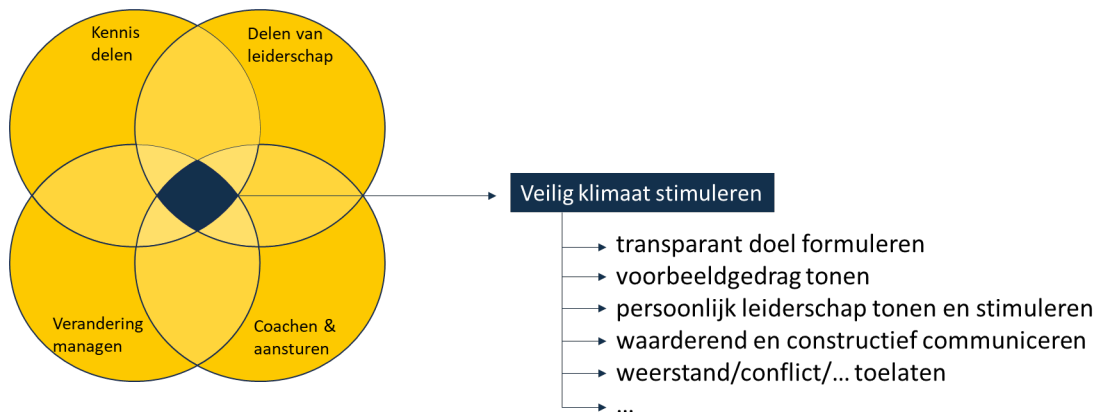 Kennis
delen
Delen van
leiderschap
Verandering
managen
Coachen &
aansturen
Veilig klimaat stimuleren
transparant doel formuleren
voorbeeldgedrag tonen
persoonlijk leiderschap tonen en stimuleren
waarderend en constructief communiceren
weerstand/conflict/... toelaten
...